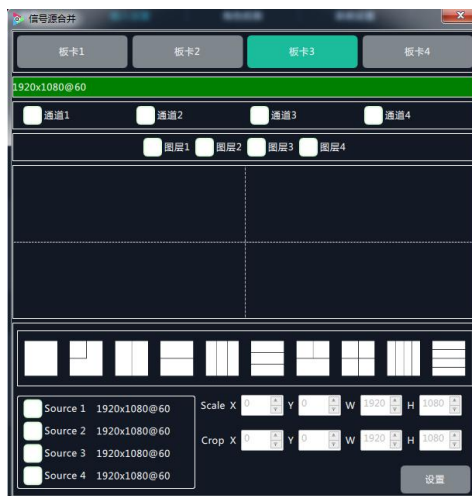 信号源合并
板卡1 板卡2 板卡3 板卡4
1920x1080@60
通道1 通道2 通道3 通道4
图层1 图层2 图层3 图层4
Source 1 1920x1080@60
Source 2 1920x1080@60
Source 3 1920x1080@60
Source 4 1920x1080@60
Scale X 0 Y 0 W 1920 H 1080
Crop X 0 Y 0 W 1920 H 1080
设置